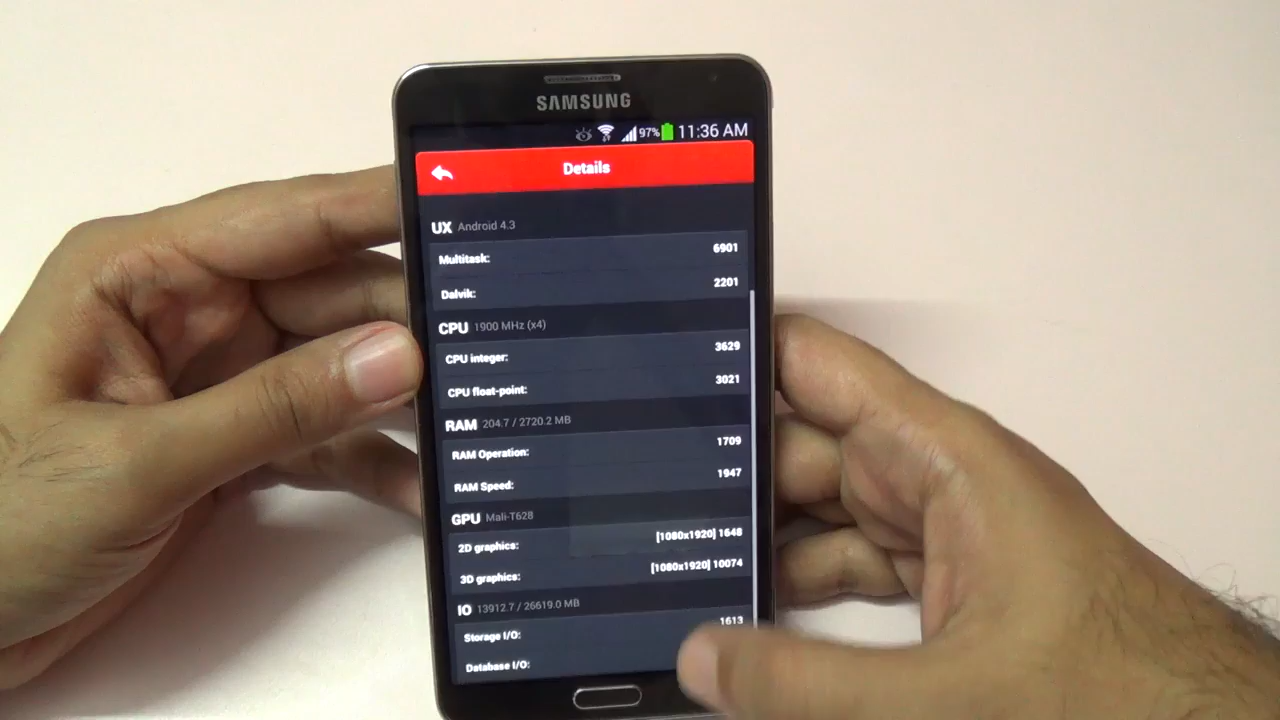 SAMSUNG
97% 11:36 AM
Details
UX Android 4.3
Multitask: 6901
Dalvik: 2201
CPU 1900 MHz (x4)
CPU integer: 3629
CPU float-point: 3021
RAM 204.7 / 2720.2 MB
RAM Operation: 1709
RAM Speed: 1947
GPU Mali-T628
2D graphics: [1080x1920] 1648
3D graphics: [1080x1920] 10074
IO 13912.7 / 26619.0 MB
Storage I/O: 1613
Database I/O: